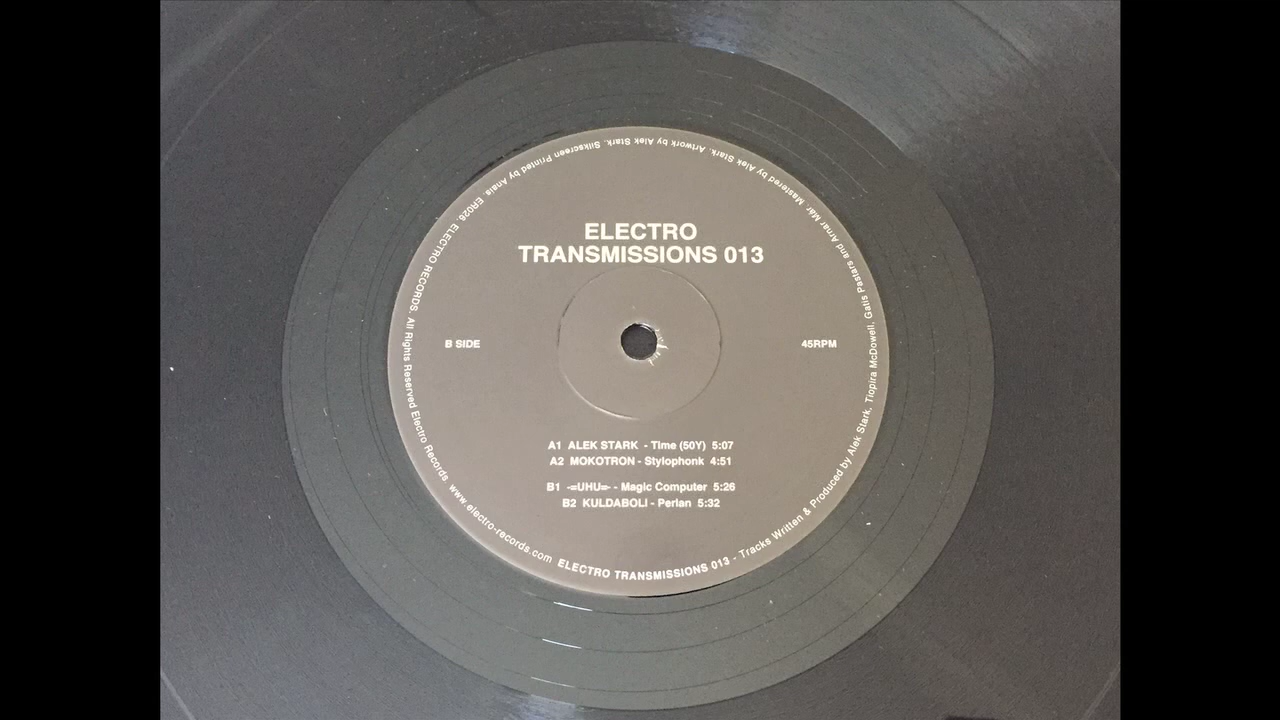 ELECTRO
TRANSMISSIONS 013
B SIDE
45RPM
A1 ALEK STARK - Time (50Y) 5:07
A2 MOKOTRON - Stylophonk 4:51
B1 -=UHU=- - Magic Computer 5:26
B2 KULDABOLI - Perlan 5:32
ELECTRO TRANSMISSIONS 013 - Tracks Written & Produced by Alek Stark, Tiopira McDowell, Gatis Pastars and Arnar Már. Mastered by Alek Stark. Artwork by Alek Stark. Silkscreen Printed by Anaïs. ER026. ELECTRO RECORDS. All Rights Reserved Electro Records www.electro-records.com